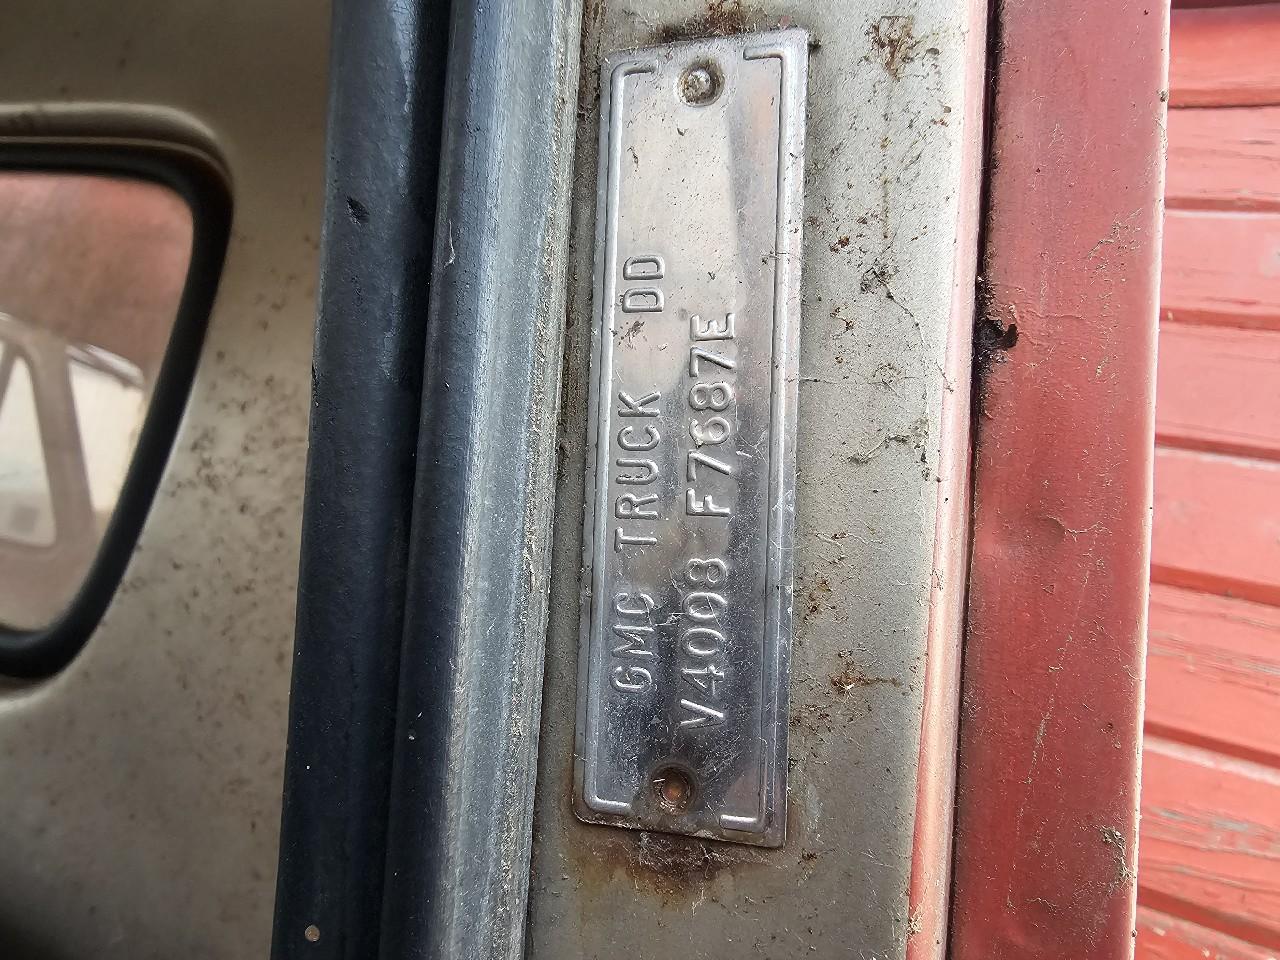 GMC TRUCK DD
V4008 F7687E